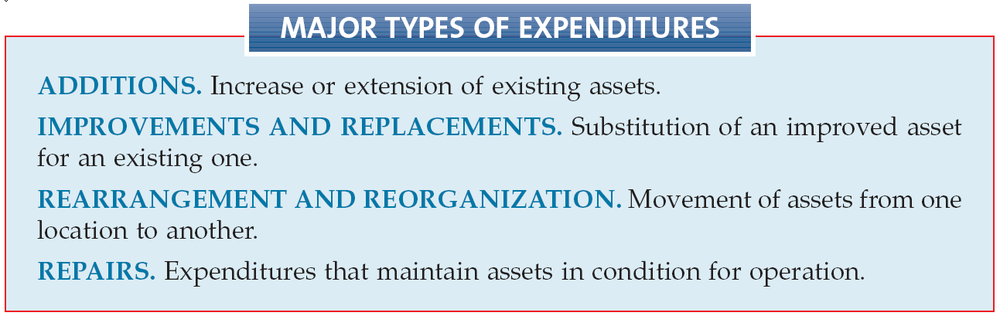 MAJOR TYPES OF EXPENDITURES
ADDITIONS. Increase or extension of existing assets.
IMPROVEMENTS AND REPLACEMENTS. Substitution of an improved asset
for an existing one.
REARRANGEMENT AND REORGANIZATION. Movement of assets from one
location to another.
REPAIRS. Expenditures that maintain assets in condition for operation.